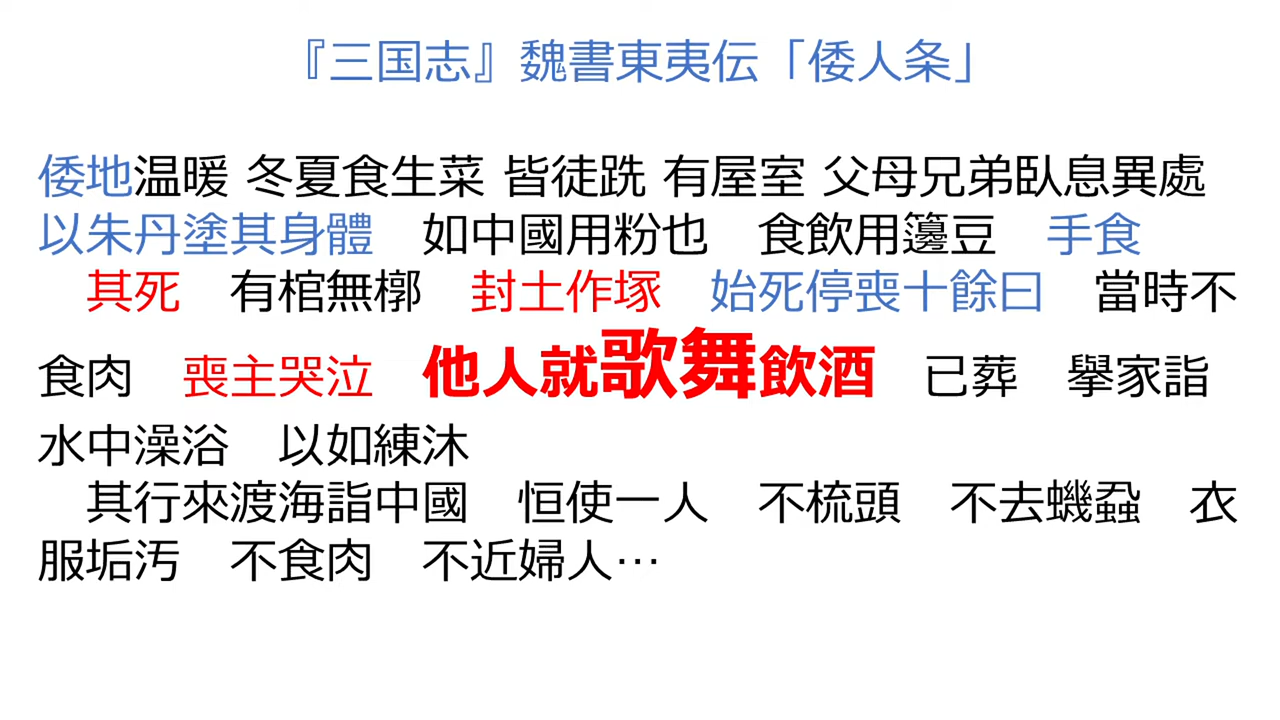 『三国志』魏書東夷伝「倭人条」
倭地温暖 冬夏食生菜 皆徒跣 有屋室 父母兄弟臥息異處
以朱丹塗其身體　如中國用粉也　食飲用籩豆　手食
　其死　有棺無槨　封土作塚　始死停喪十餘曰　當時不
食肉　喪主哭泣　他人就歌舞飲酒　已葬　擧家詣
水中澡浴　以如練沐
　其行來渡海詣中國　恒使一人　不梳頭　不去蟣蝨　衣
服垢汚　不食肉　不近婦人…